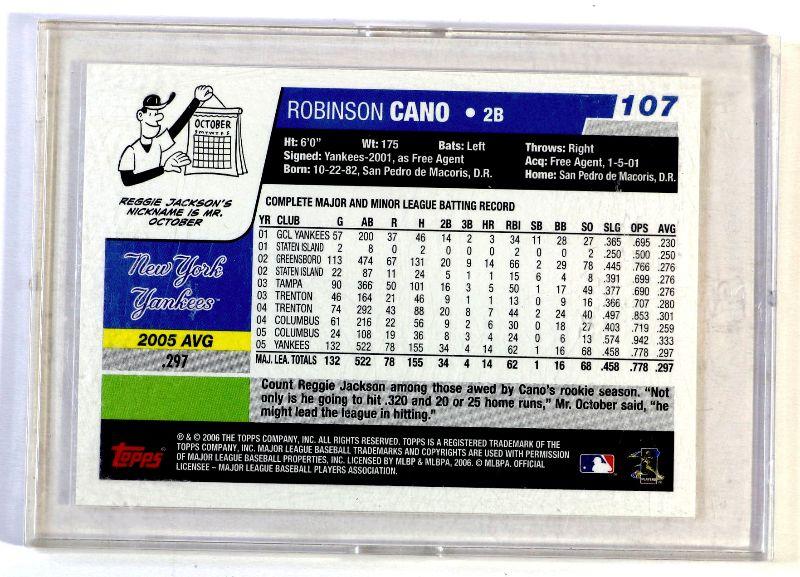 OCTOBER
REGGIE JACKSON'S
NICKNAME IS MR.
OCTOBER
ROBINSON CANO • 2B
107
Ht: 6'0" Wt: 175 Bats: Left Throws: Right
Signed: Yankees-2001, as Free Agent Acq: Free Agent, 1-5-01
Born: 10-22-82, San Pedro de Macoris, D.R. Home: San Pedro de Macoris, D.R.
COMPLETE MAJOR AND MINOR LEAGUE BATTING RECORD
YR CLUB G AB R H 2B 3B HR RBI SB BB SO SLG OPS AVG
01 GCL YANKEES 57 200 37 46 14 2 3 34 11 28 27 .365 .695 .230
01 STATEN ISLAND 2 8 0 2 0 0 0 2 0 0 2 .250 .500 .250
02 GREENSBORO 113 474 67 131 20 9 14 66 2 29 78 .445 .766 .276
02 STATEN ISLAND 22 87 11 24 5 1 1 15 6 4 8 .391 .699 .276
03 TAMPA 90 366 50 101 16 3 5 50 1 17 49 .377 .690 .276
03 TRENTON 46 164 21 46 9 1 1 13 0 9 16 .366 .707 .280
04 TRENTON 74 292 43 88 20 8 7 44 2 24 40 .497 .853 .301
04 COLUMBUS 61 216 22 56 9 2 6 30 0 18 27 .403 .719 .259
05 COLUMBUS 24 108 19 36 8 3 4 24 0 6 13 .574 .942 .333
05 YANKEES 132 522 78 155 34 4 14 62 1 16 68 .458 .778 .297
MAJ. LEA. TOTALS 132 522 78 155 34 4 14 62 1 16 68 .458 .778 .297
New York
Yankees
2005 AVG
.297
Count Reggie Jackson among those awed by Cano's rookie season. "Not
only is he going to hit .320 and 20 or 25 home runs," Mr. October said, "he
might lead the league in hitting."
Topps
® & © 2006 THE TOPPS COMPANY, INC. ALL RIGHTS RESERVED. TOPPS IS A REGISTERED TRADEMARK OF THE
TOPPS COMPANY, INC. MAJOR LEAGUE BASEBALL TRADEMARKS AND COPYRIGHTS ARE USED WITH PERMISSION
OF MAJOR LEAGUE BASEBALL PROPERTIES, INC. LICENSED BY MLBP & MLBPA, 2006. © MLBPA. OFFICIAL
LICENSEE – MAJOR LEAGUE BASEBALL PLAYERS ASSOCIATION.
PLAYERS